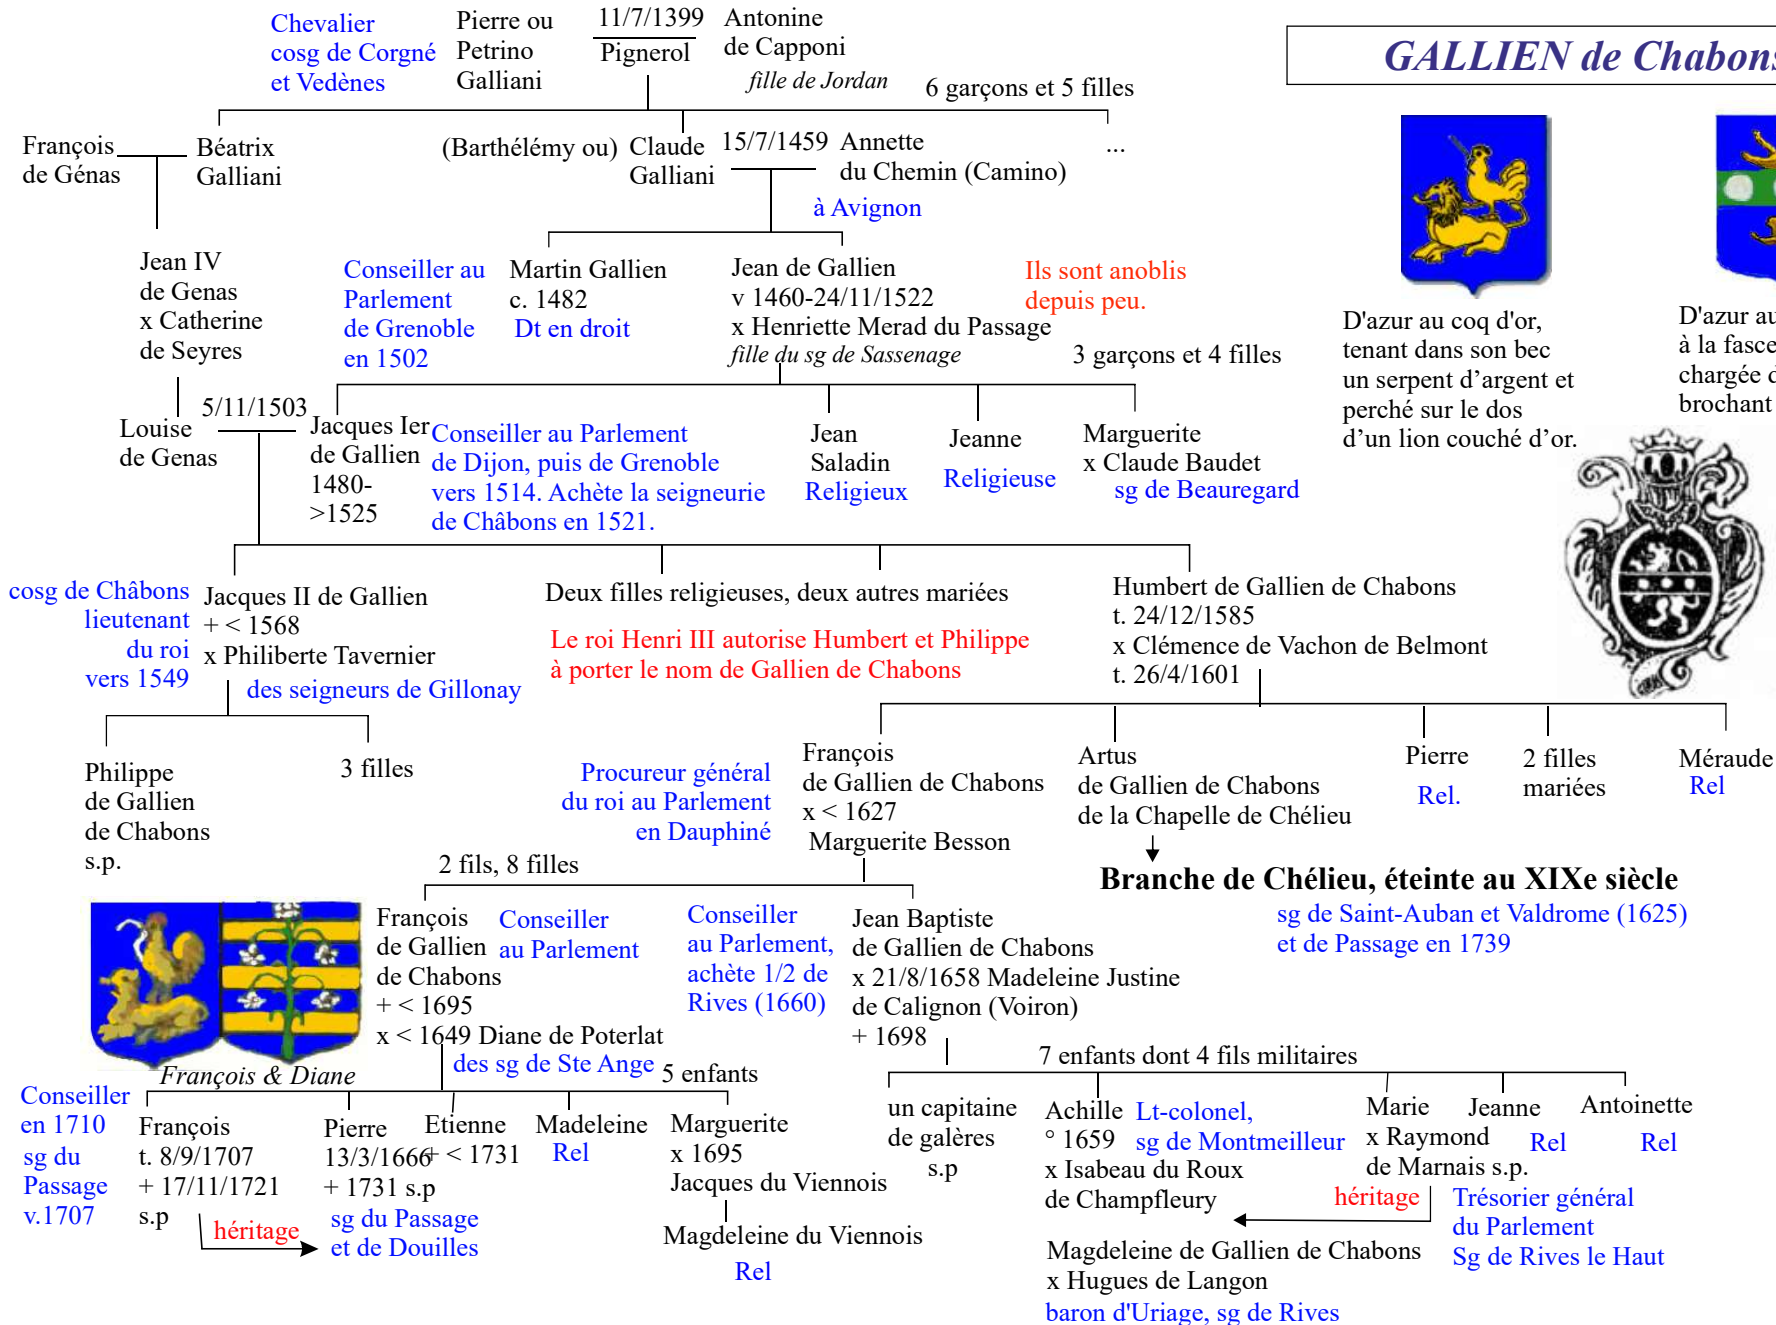 GALLIEN de Chabons
Chevalier
cosg de Corgné
et Vedènes
Pierre ou
Petrino
Galliani
11/7/1399
Pignerol
Antonine
de Capponi
fille de Jordan
6 garçons et 5 filles
François
de Génas
Béatrix
Galliani
(Barthélémy ou)
Claude
Galliani
15/7/1459
Annette
du Chemin (Camino)
à Avignon
...
Jean IV
de Genas
x Catherine
de Seyres
Conseiller au
Parlement
de Grenoble
en 1502
Martin Gallien
c. 1482
Dt en droit
Jean de Gallien
v 1460-24/11/1522
x Henriette Merad du Passage
fille du sg de Sassenage
Ils sont anoblis
depuis peu.
3 garçons et 4 filles
D'azur au coq d'or,
tenant dans son bec
un serpent d’argent et
perché sur le dos
d’un lion couché d’or.
D'azur au
à la fasce
chargée d
brochant
Louise
de Genas
5/11/1503
Jacques Ier
de Gallien
1480-
>1525
Conseiller au Parlement
de Dijon, puis de Grenoble
vers 1514. Achète la seigneurie
de Châbons en 1521.
Jean
Saladin
Religieux
Jeanne
Religieuse
Marguerite
x Claude Baudet
sg de Beauregard
cosg de Châbons
lieutenant
du roi
vers 1549
Jacques II de Gallien
+ < 1568
x Philiberte Tavernier
des seigneurs de Gillonay
Deux filles religieuses, deux autres mariées
Le roi Henri III autorise Humbert et Philippe
à porter le nom de Gallien de Chabons
Humbert de Gallien de Chabons
t. 24/12/1585
x Clémence de Vachon de Belmont
t. 26/4/1601
Philippe
de Gallien
de Chabons
s.p.
3 filles
Procureur général
du roi au Parlement
en Dauphiné
François
de Gallien de Chabons
x < 1627
Marguerite Besson
Artus
de Gallien de Chabons
de la Chapelle de Chélieu
Pierre
Rel.
2 filles
mariées
Méraude
Rel
Branche de Chélieu, éteinte au XIXe siècle
sg de Saint-Auban et Valdrome (1625)
et de Passage en 1739
2 fils, 8 filles
François
de Gallien
de Chabons
+ < 1695
x < 1649 Diane de Poterlat
des sg de Ste Ange
Conseiller
au Parlement
Conseiller
au Parlement,
achète 1/2 de
Rives (1660)
Jean Baptiste
de Gallien de Chabons
x 21/8/1658 Madeleine Justine
de Calignon (Voiron)
+ 1698
François & Diane
5 enfants
7 enfants dont 4 fils militaires
Conseiller
en 1710
sg du
Passage
v.1707
François
t. 8/9/1707
+ 17/11/1721
s.p
héritage
Pierre
13/3/1666
+ 1731 s.p
sg du Passage
et de Douilles
Etienne
+ < 1731
Madeleine
Rel
Marguerite
x 1695
Jacques du Viennois
Magdeleine du Viennois
Rel
un capitaine
de galères
s.p
Achille
° 1659
x Isabeau du Roux
de Champfleury
Lt-colonel,
sg de Montmeilleur
Marie
x Raymond
de Marnais s.p.
Jeanne
Rel
Antoinette
Rel
héritage
Trésorier général
du Parlement
Sg de Rives le Haut
Magdeleine de Gallien de Chabons
x Hugues de Langon
baron d'Uriage, sg de Rives